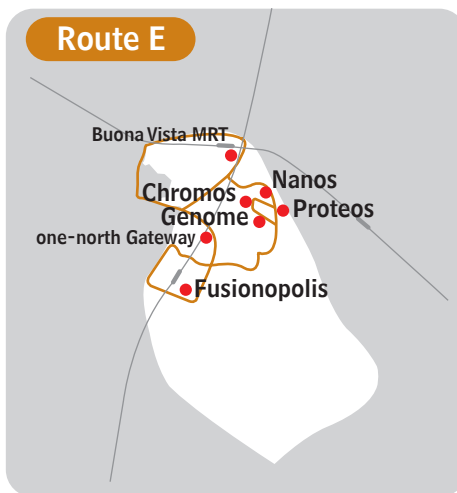 Route E
Buona Vista MRT
Nanos
Chromos
Proteos
Genome
one-north Gateway
Fusionopolis